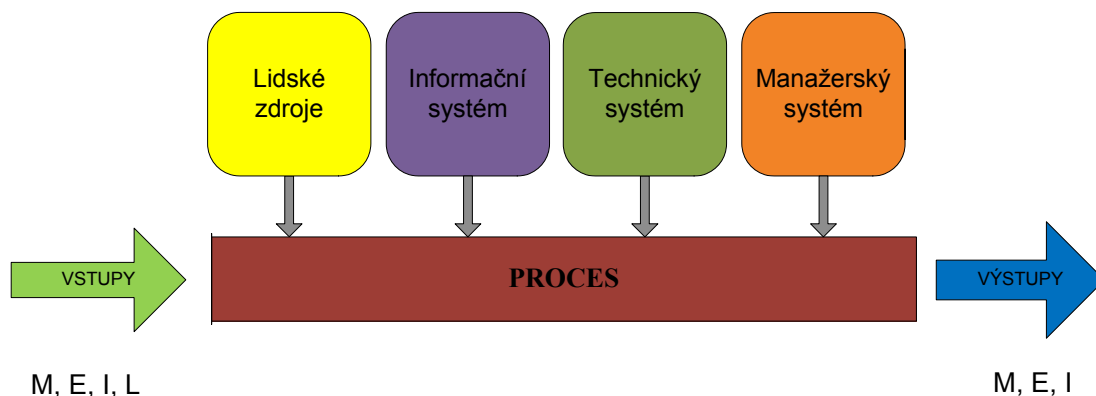 Lidské
zdroje
Informační
systém
Technický
systém
Manažerský
systém
VSTUPY
PROCES
VÝSTUPY
M, E, I, L
M, E, I